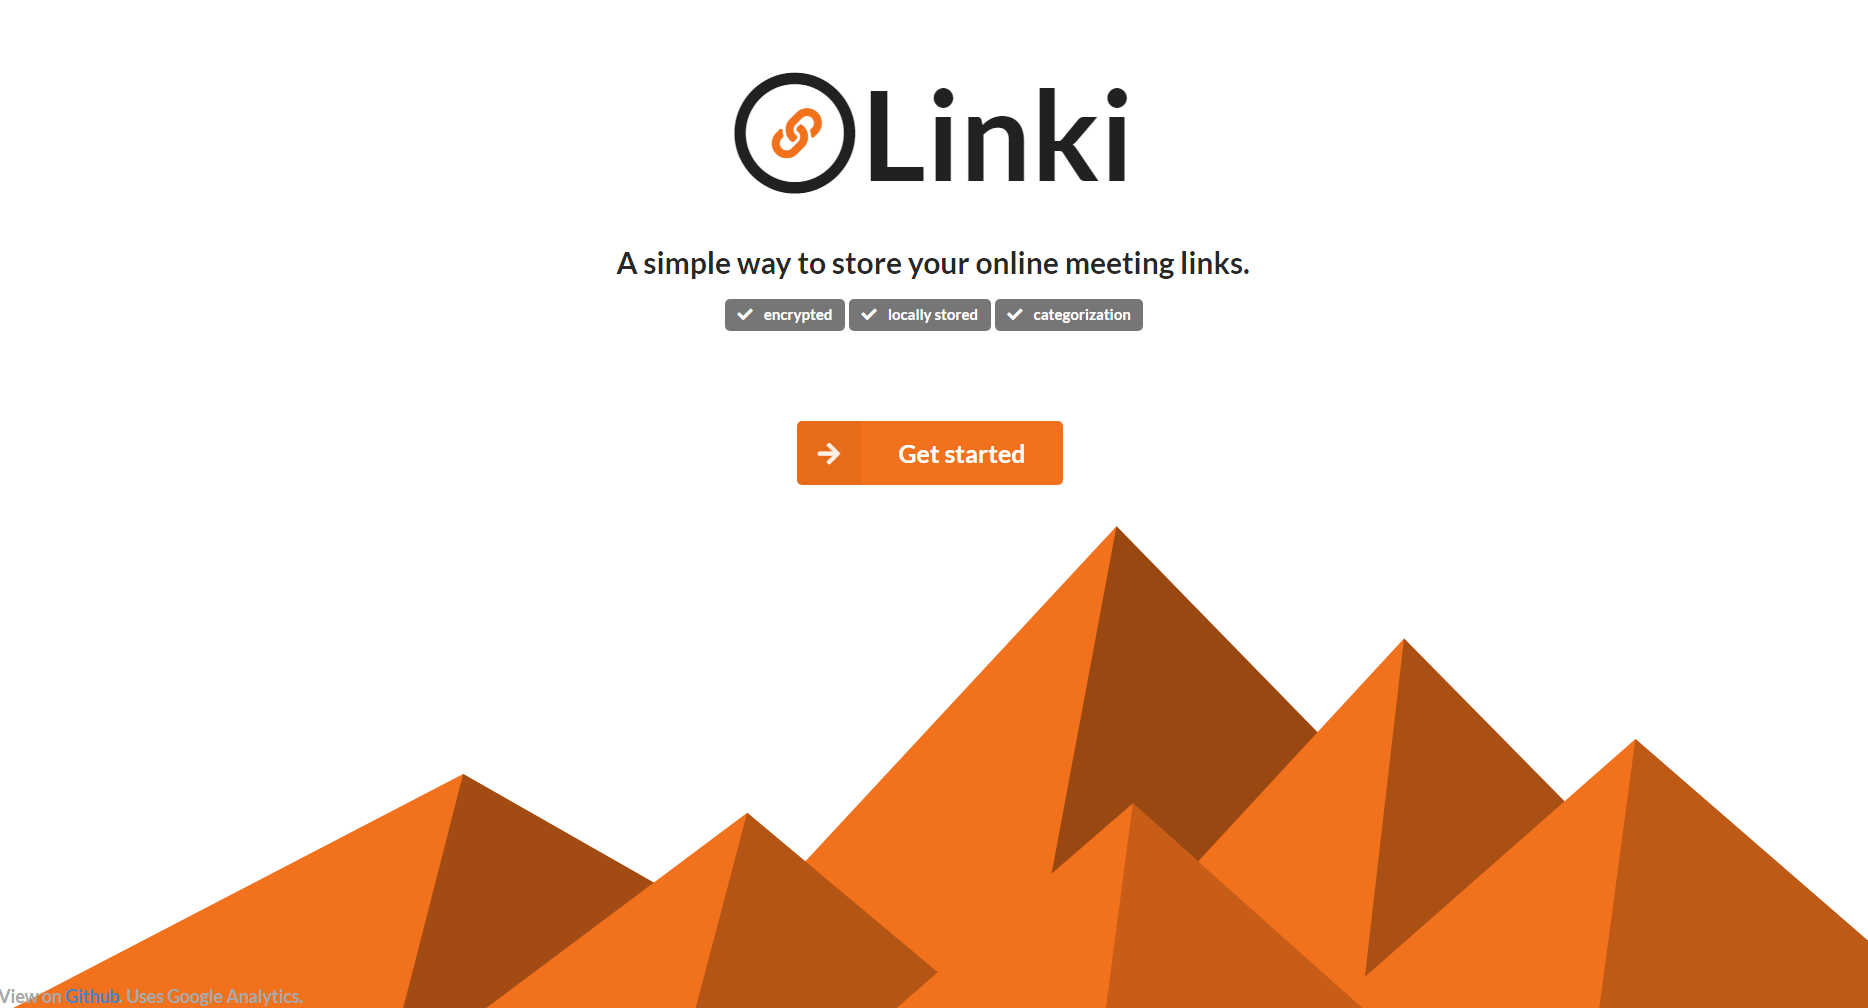 Linki
A simple way to store your online meeting links.
encrypted locally stored categorization
Get started
View on Github. Uses Google Analytics.